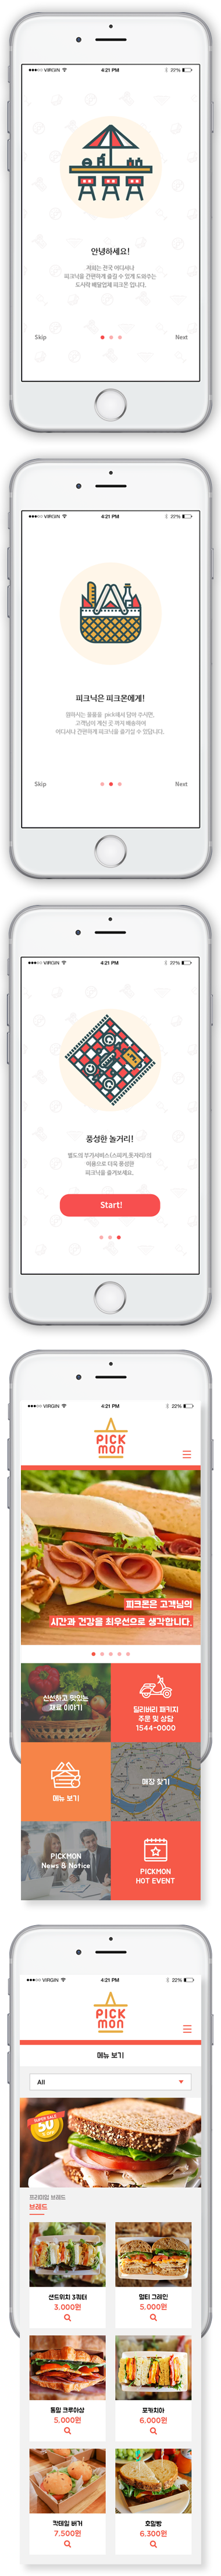 ●●●○○ VIRGIN
4:21 PM
22%
안녕하세요!
저희는 전국 어디서나
피크닉을 간편하게 즐길 수 있게 도와주는
도시락 배달업체 피크몬 입니다.
Skip
Next
●●●○○ VIRGIN
4:21 PM
22%
피크닉은 피크몬에게!
원하시는 물품을 pick해서 담아 주시면,
고객님이 계신 곳 까지 배송하여
어디서나 간편하게 피크닉을 즐기실 수 있답니다.
Skip
Next
●●●○○ VIRGIN
4:21 PM
22%
풍성한 놀거리!
별도의 부가서비스(스피커,돗자리)의
이용으로 더욱 풍성한
피크닉을 즐겨보세요.
Start!
●●●○○ VIRGIN
4:21 PM
22%
PICK
MON
피크몬은 고객님의
시간과 건강을 최우선으로 생각합니다.
신선하고 맛있는
재료 이야기
딜리버리 패키지
주문 및 상담
1544-0000
메뉴 보기
매장 찾기
PICKMON
News & Notice
PICKMON
HOT EVENT
●●●○○ VIRGIN
4:21 PM
22%
PICK
MON
메뉴 보기
All
SUPER SALE
50
프리미엄 브레드
브레드
샌드위치 3쿼터
3.000원
멀티 그레인
5.000원
통밀 크루아상
5.000원
포카치아
6.000원
칵테일 버거
7.500원
호밀빵
6.300원